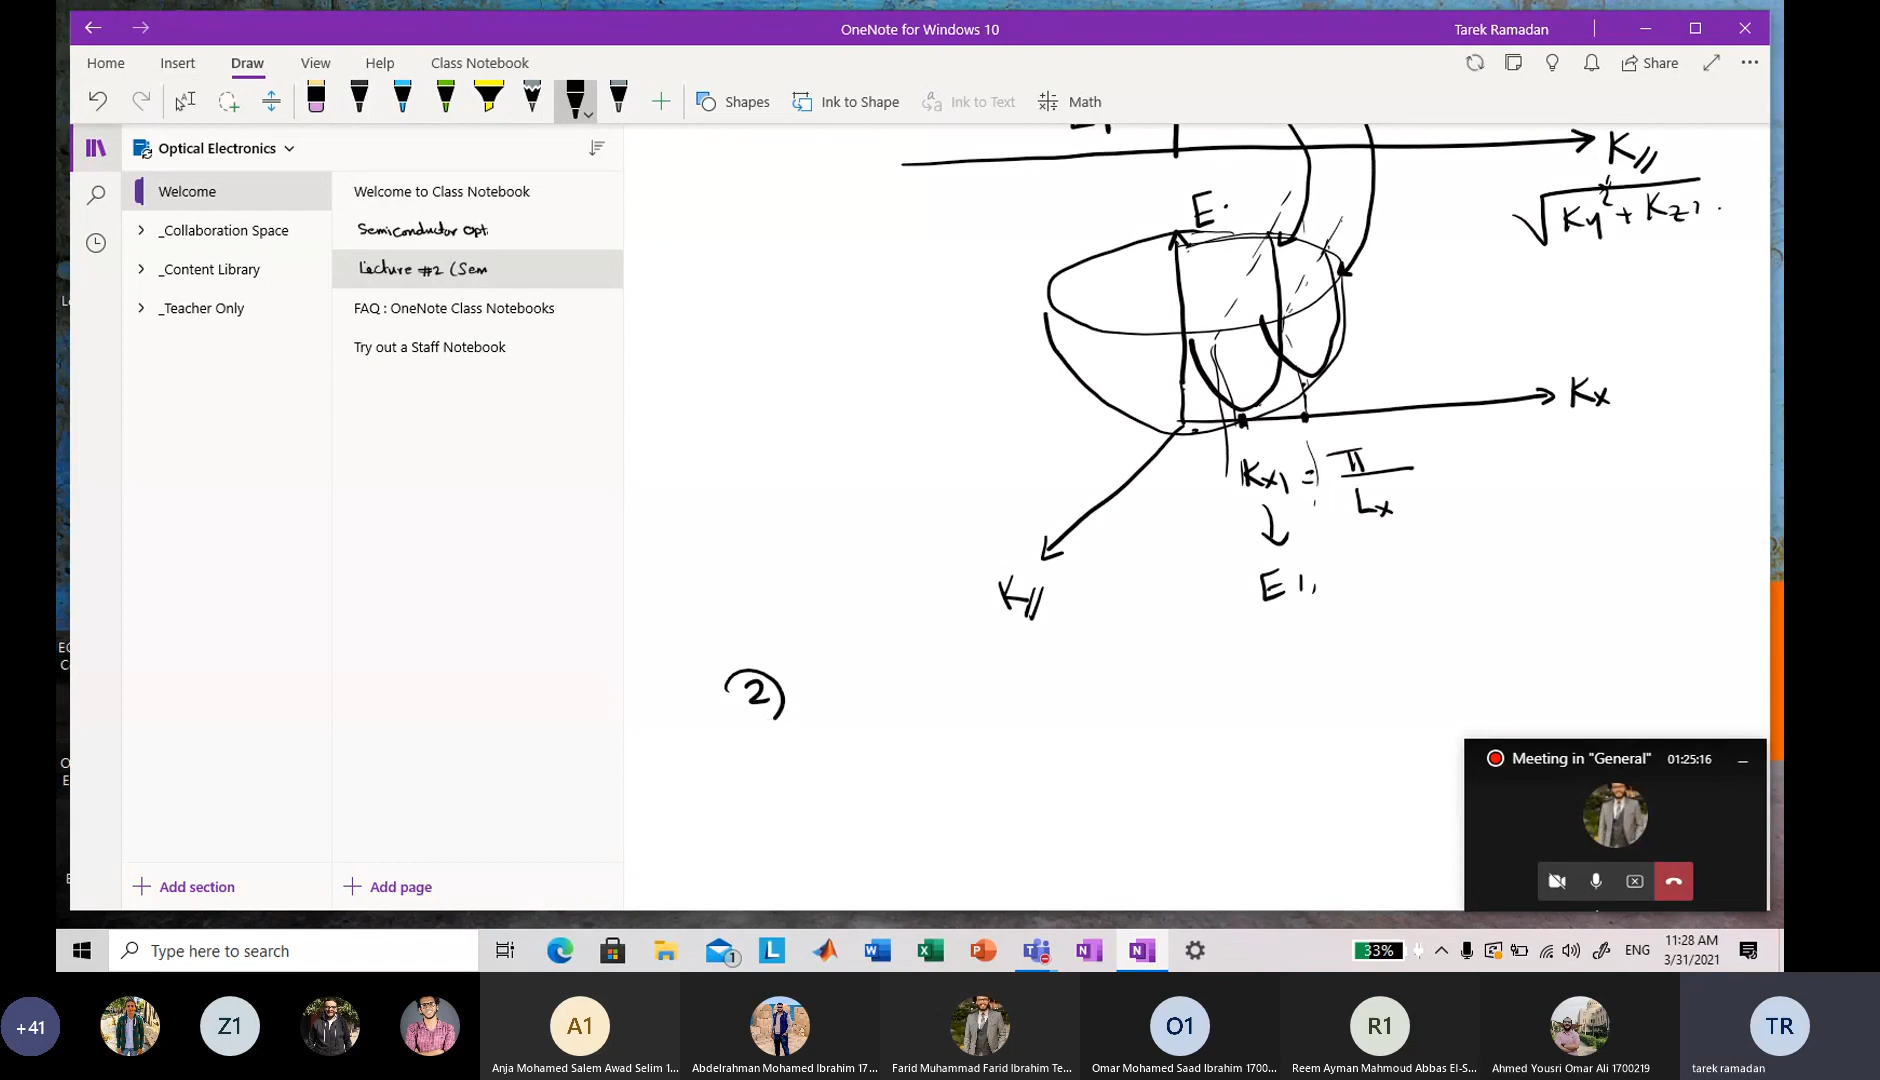 OneNote for Windows 10
Tarek Ramadan
Home Insert Draw View Help Class Notebook
Share
Shapes Ink to Shape Ink to Text Math
Optical Electronics
Welcome
_Collaboration Space
_Content Library
_Teacher Only
Welcome to Class Notebook
Semiconductor Opti
Lecture #2 (Sem
FAQ : OneNote Class Notebooks
Try out a Staff Notebook
Add section
Add page
K//
√Ky² + Kz²
E
Kx
Kx1 = π/Lx
E1
K//
2
Meeting in "General" 01:25:16
Type here to search
1
33%
ENG
11:28 AM
3/31/2021
+41
Z1
A1
O1
R1
TR
Anja Mohamed Salem Awad Selim 1...
Abdelrahman Mohamed Ibrahim 17...
Farid Muhammad Farid Ibrahim Te...
Omar Mohamed Saad Ibrahim 1700...
Reem Ayman Mahmoud Abbas El-S...
Ahmed Yousri Omar Ali 1700219
tarek ramadan